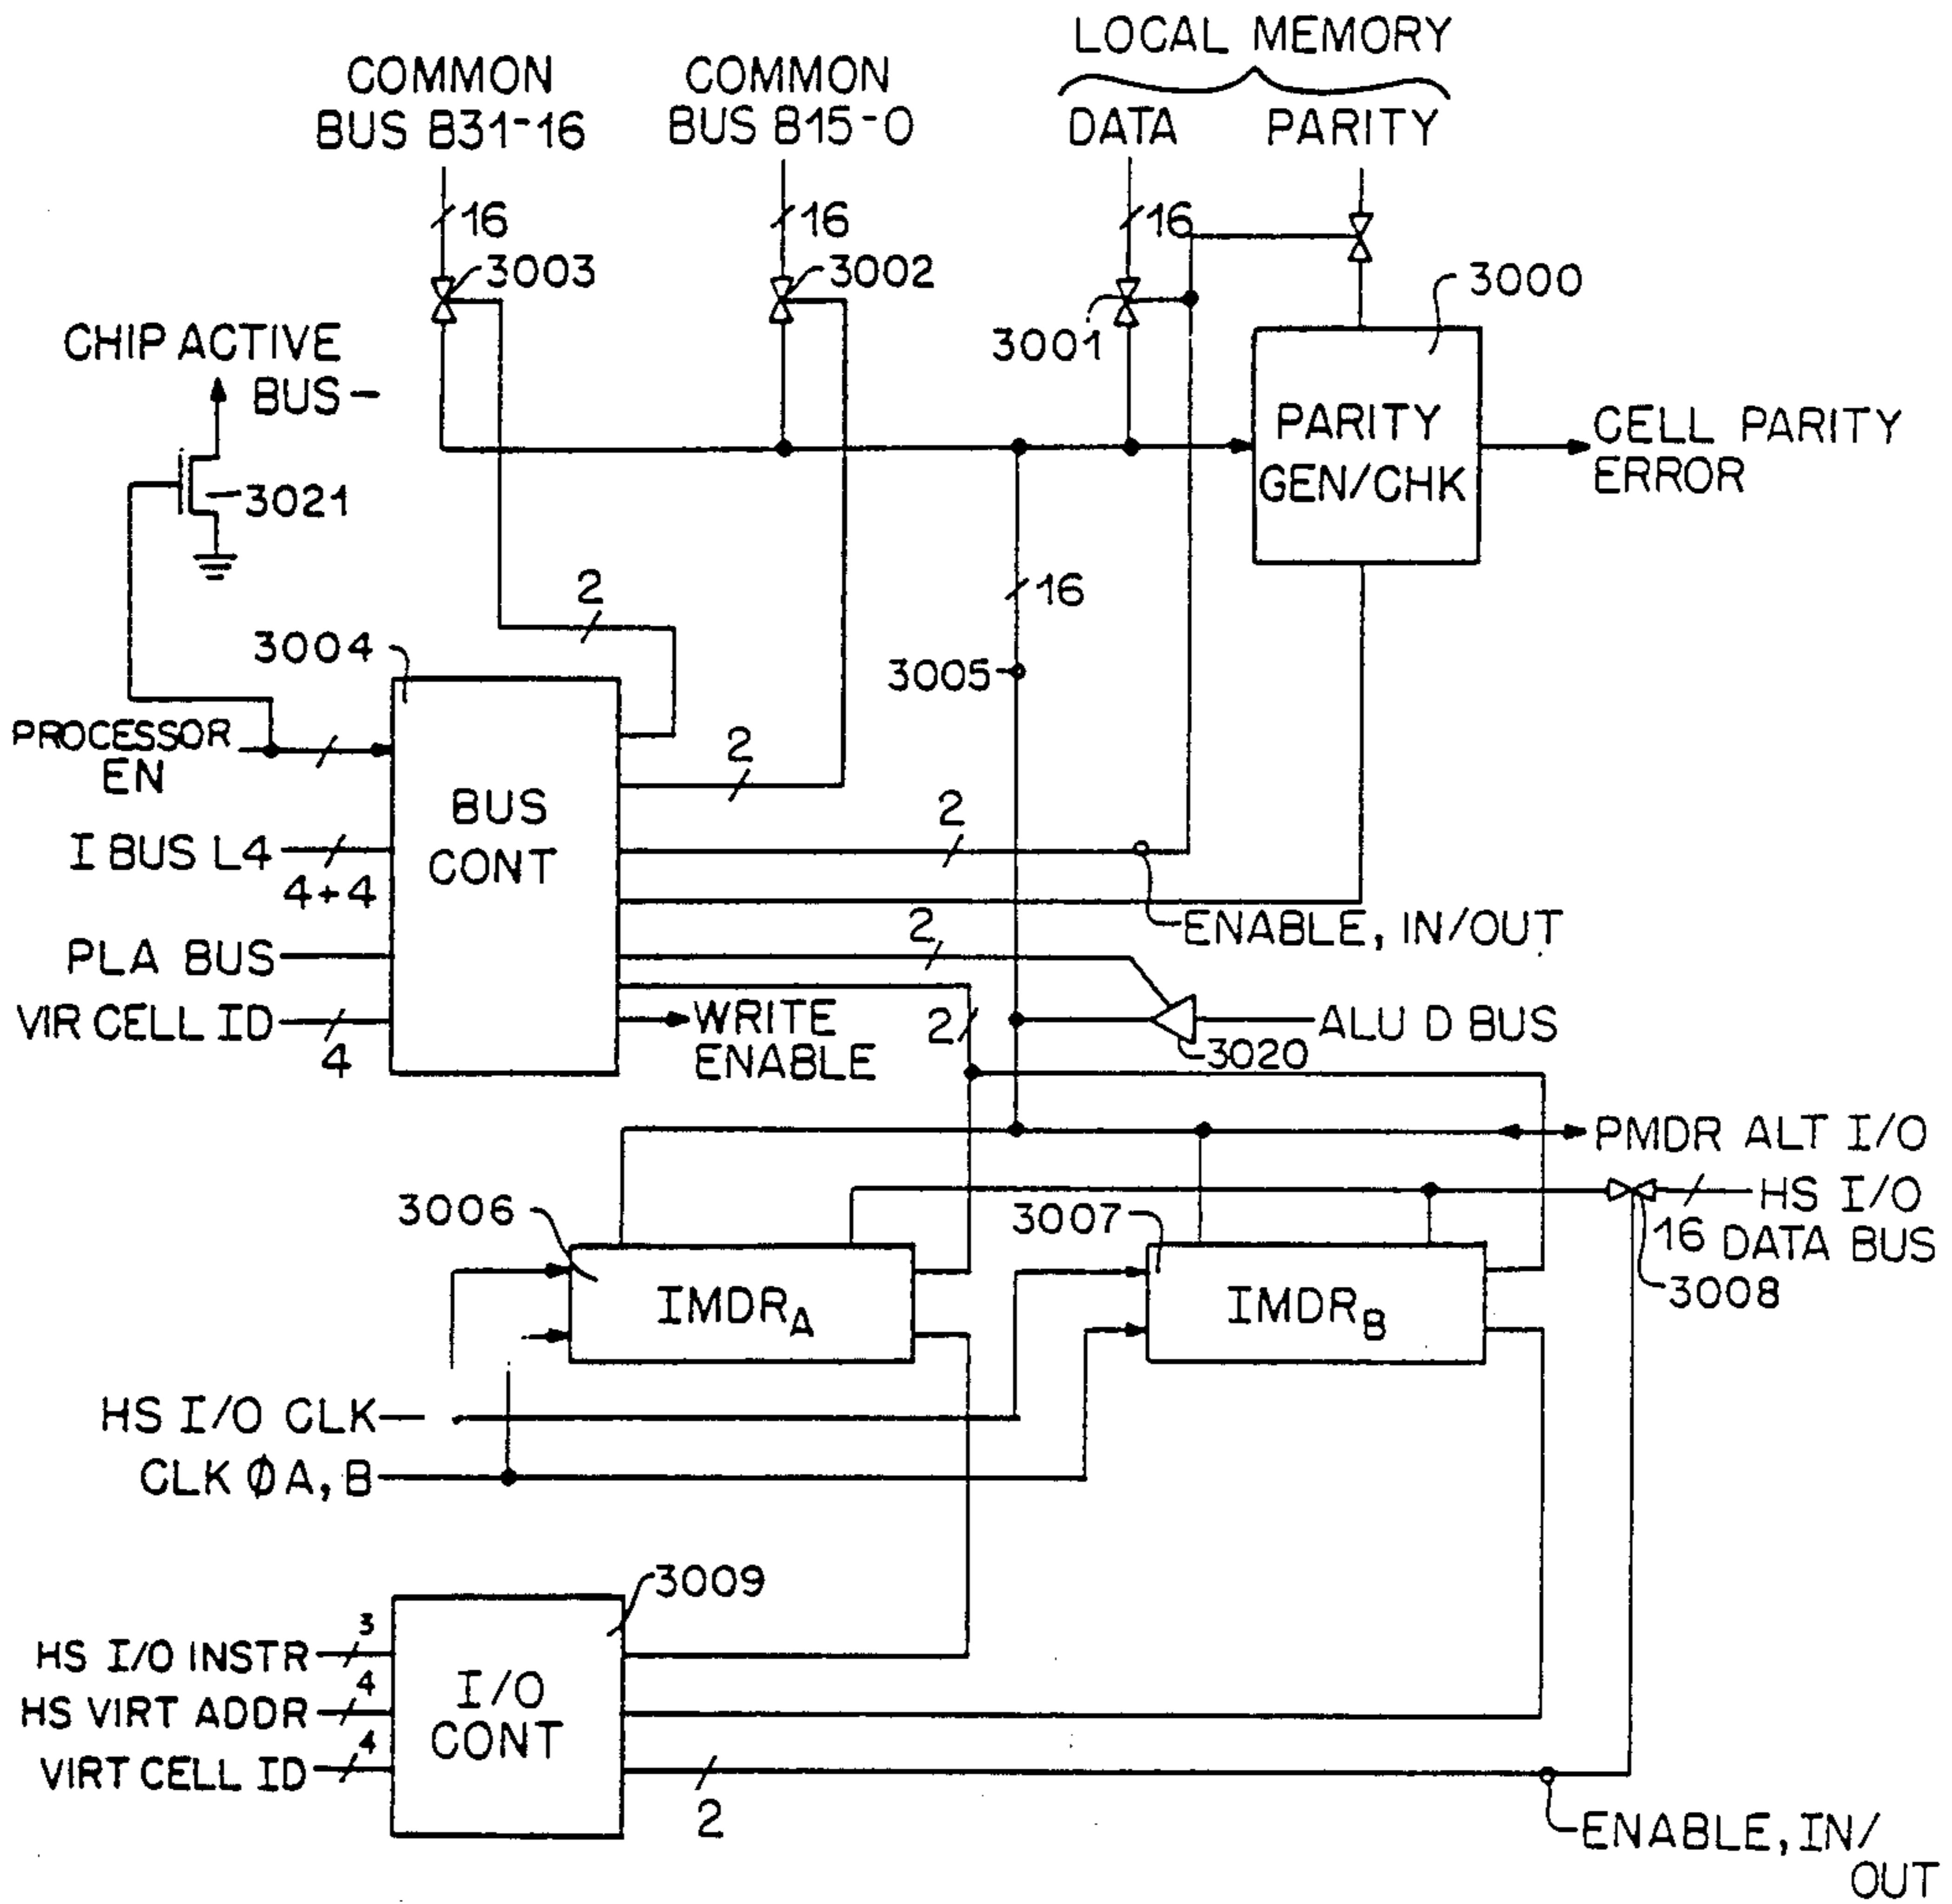 LOCAL MEMORY
COMMON
BUS B31-16
COMMON
BUS B15-0
DATA
PARITY
16
16
16
3003
3002
3001
3000
CHIP ACTIVE
BUS-
3021
PARITY
GEN/CHK
CELL PARITY
ERROR
2
16
3004
3005
PROCESSOR
EN
2
BUS
CONT
I BUS L4
4+4
2
ENABLE, IN/OUT
PLA BUS
2
VIR CELL ID
4
WRITE
ENABLE
2
ALU D BUS
3020
PMDR ALT I/O
3006
3007
HS I/O
16 DATA BUS
3008
IMDRA
IMDRB
HS I/O CLK
CLK ØA, B
3009
HS I/O INSTR
3
HS VIRT ADDR
4
VIRT CELL ID
4
I/O
CONT
2
ENABLE, IN/
OUT